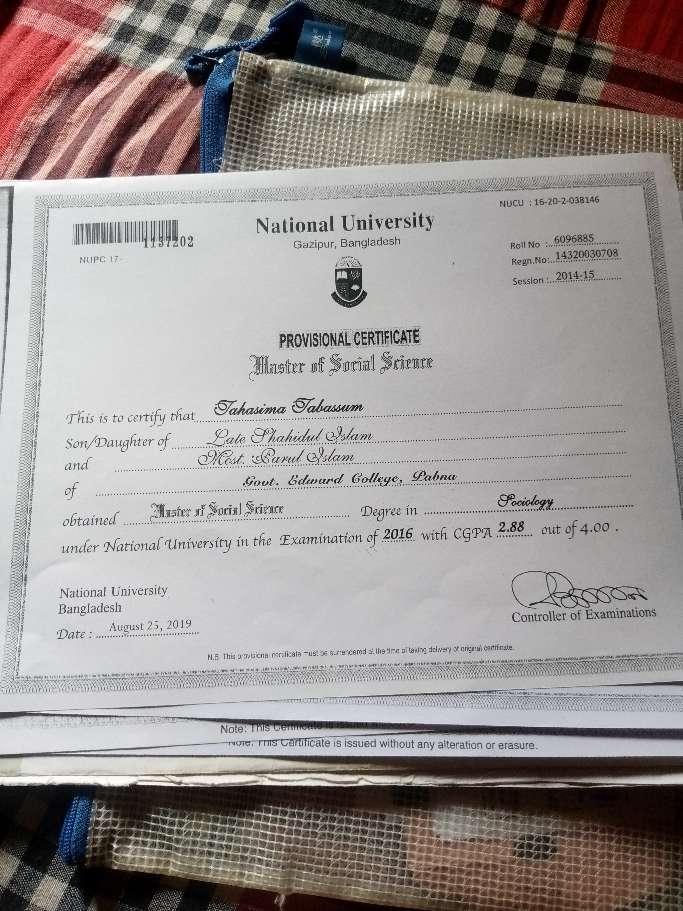 NUCU : 16-20-2-038146
1137202
NUPC 17-
National University
Gazipur, Bangladesh
Roll No : 6096885
Regn.No: 14320030708
Session : 2014-15
PROVISIONAL CERTIFICATE
Master of Social Science
This is to certify that Tahasima Tabassum
Son/Daughter of Late Shahidul Islam
and Most. Parul Islam
of Govt. Edward College, Pabna
obtained Master of Social Science Degree in Sociology
under National University in the Examination of 2016 with CGPA 2.88 out of 4.00 .
National University
Bangladesh
Date : August 25, 2019
Controller of Examinations
N.B. This provisional certificate must be surrendered at the time of taking delivery of original certificate.
Note: This Certificate is issued
Note: This Certificate is issued without any alteration or erasure.